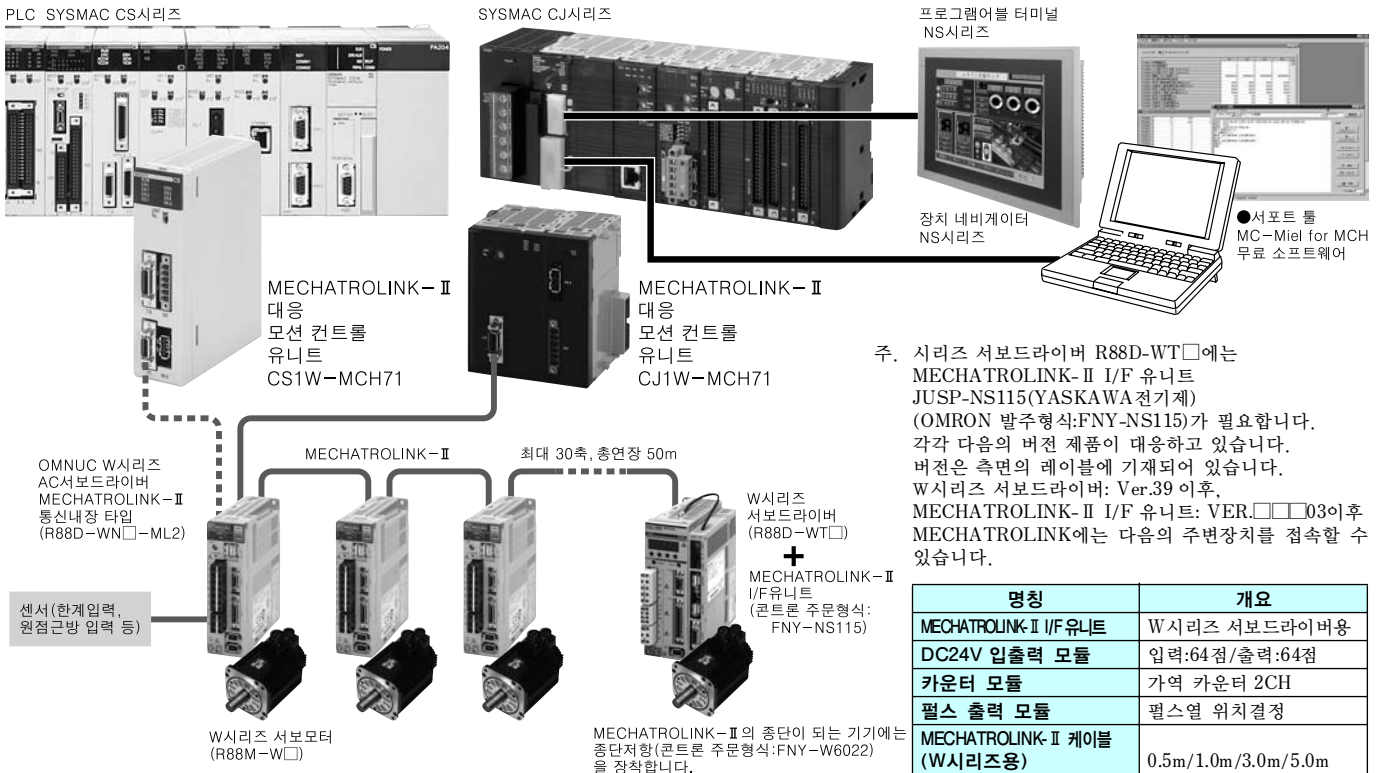 PLC SYSMAC CS시리즈
SYSMAC CJ시리즈
프로그램어블 터미널
NS시리즈
PA204
장치 네비게이터
NS시리즈
●서포트 툴
MC-Miel for MCH
무료 소프트웨어
MECHATROLINK-Ⅱ
대응
모션 컨트롤
유니트
CS1W-MCH71
MECHATROLINK-Ⅱ
대응
모션 컨트롤
유니트
CJ1W-MCH71
주. 시리즈 서보드라이버 R88D-WT□에는
MECHATROLINK-Ⅱ I/F 유니트
JUSP-NS115(YASKAWA전기제)
(OMRON 발주형식:FNY-NS115)가 필요합니다.
각각 다음의 버전 제품이 대응하고 있습니다.
버전은 측면의 레이블에 기재되어 있습니다.
W시리즈 서보드라이버: Ver.39 이후,
MECHATROLINK-Ⅱ I/F 유니트: VER.□□□03이후
MECHATROLINK에는 다음의 주변장치를 접속할 수
있습니다.
OMNUC W시리즈
AC서보드라이버
MECHATROLINK-Ⅱ
통신내장 타입
(R88D-WN□-ML2)
MECHATROLINK-Ⅱ
최대 30축, 총연장 50m
W시리즈
서보드라이버
(R88D-WT□)
+
MECHATROLINK-Ⅱ
I/F유니트
(콘트론 주문형식:
FNY-NS115)
센서(한계입력,
원점근방 입력 등)
W시리즈 서보모터
(R88M-W□)
MECHATROLINK-Ⅱ의 종단이 되는 기기에는
종단저항(콘트론 주문형식:FNY-W6022)
을 장착합니다.
명칭 개요
MECHATROLINK-Ⅱ I/F 유니트 W시리즈 서보드라이버용
DC24V 입출력 모듈 입력:64점/출력:64점
카운터 모듈 가역 카운터 2CH
펄스 출력 모듈 펄스열 위치결정
MECHATROLINK-Ⅱ 케이블
(W시리즈용) 0.5m/1.0m/3.0m/5.0m